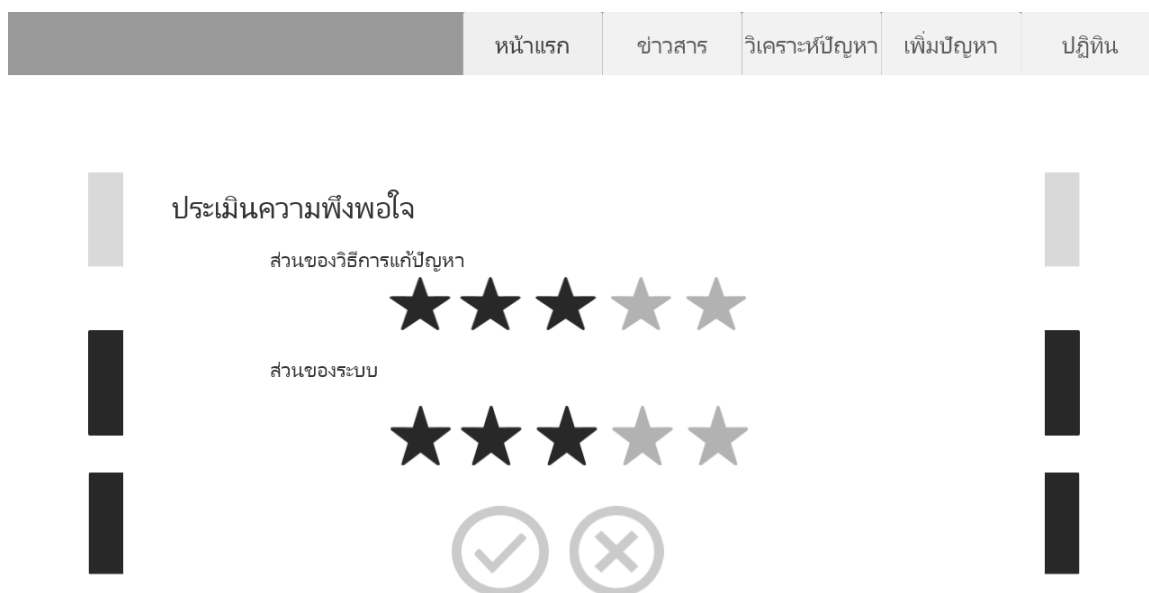 หน้าแรก ข่าวสาร วิเคราะห์ปัญหา เพิ่มปัญหา ปฏิทิน
ประเมินความพึงพอใจ
ส่วนของวิธีการแก้ปัญหา
ส่วนของระบบ